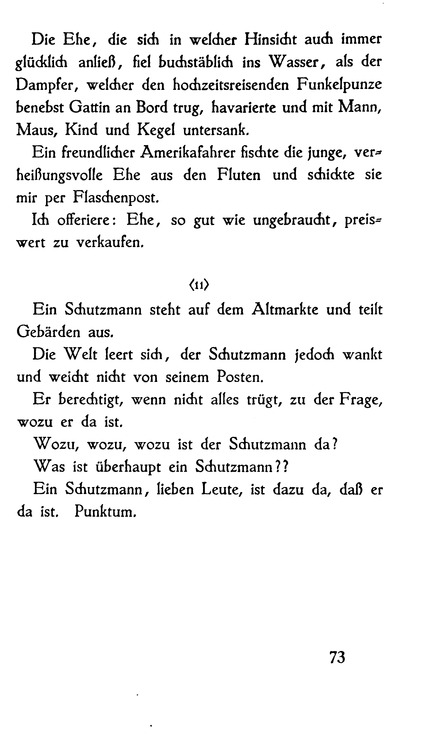 Die Ehe, die sich in welcher Hinsicht auch immer
glücklich anließ, fiel buchstäblich ins Wasser, als der
Dampfer, welcher den hochzeitsreisenden Funkelpunze
benebst Gattin an Bord trug, havarierte und mit Mann,
Maus, Kind und Kegel untersank.
Ein freundlicher Amerikafahrer fischte die junge, ver=
heißungsvolle Ehe aus den Fluten und schickte sie
mir per Flaschenpost.
Ich offeriere: Ehe, so gut wie ungebraucht, preis=
wert zu verkaufen.
⟨11⟩
Ein Schutzmann steht auf dem Altmarkte und teilt
Gebärden aus.
Die Welt leert sich, der Schutzmann jedoch wankt
und weicht nicht von seinem Posten.
Er berechtigt, wenn nicht alles trügt, zu der Frage,
wozu er da ist.
Wozu, wozu, wozu ist der Schutzmann da?
Was ist überhaupt ein Schutzmann??
Ein Schutzmann, lieben Leute, ist dazu da, daß er
da ist. Punktum.
73